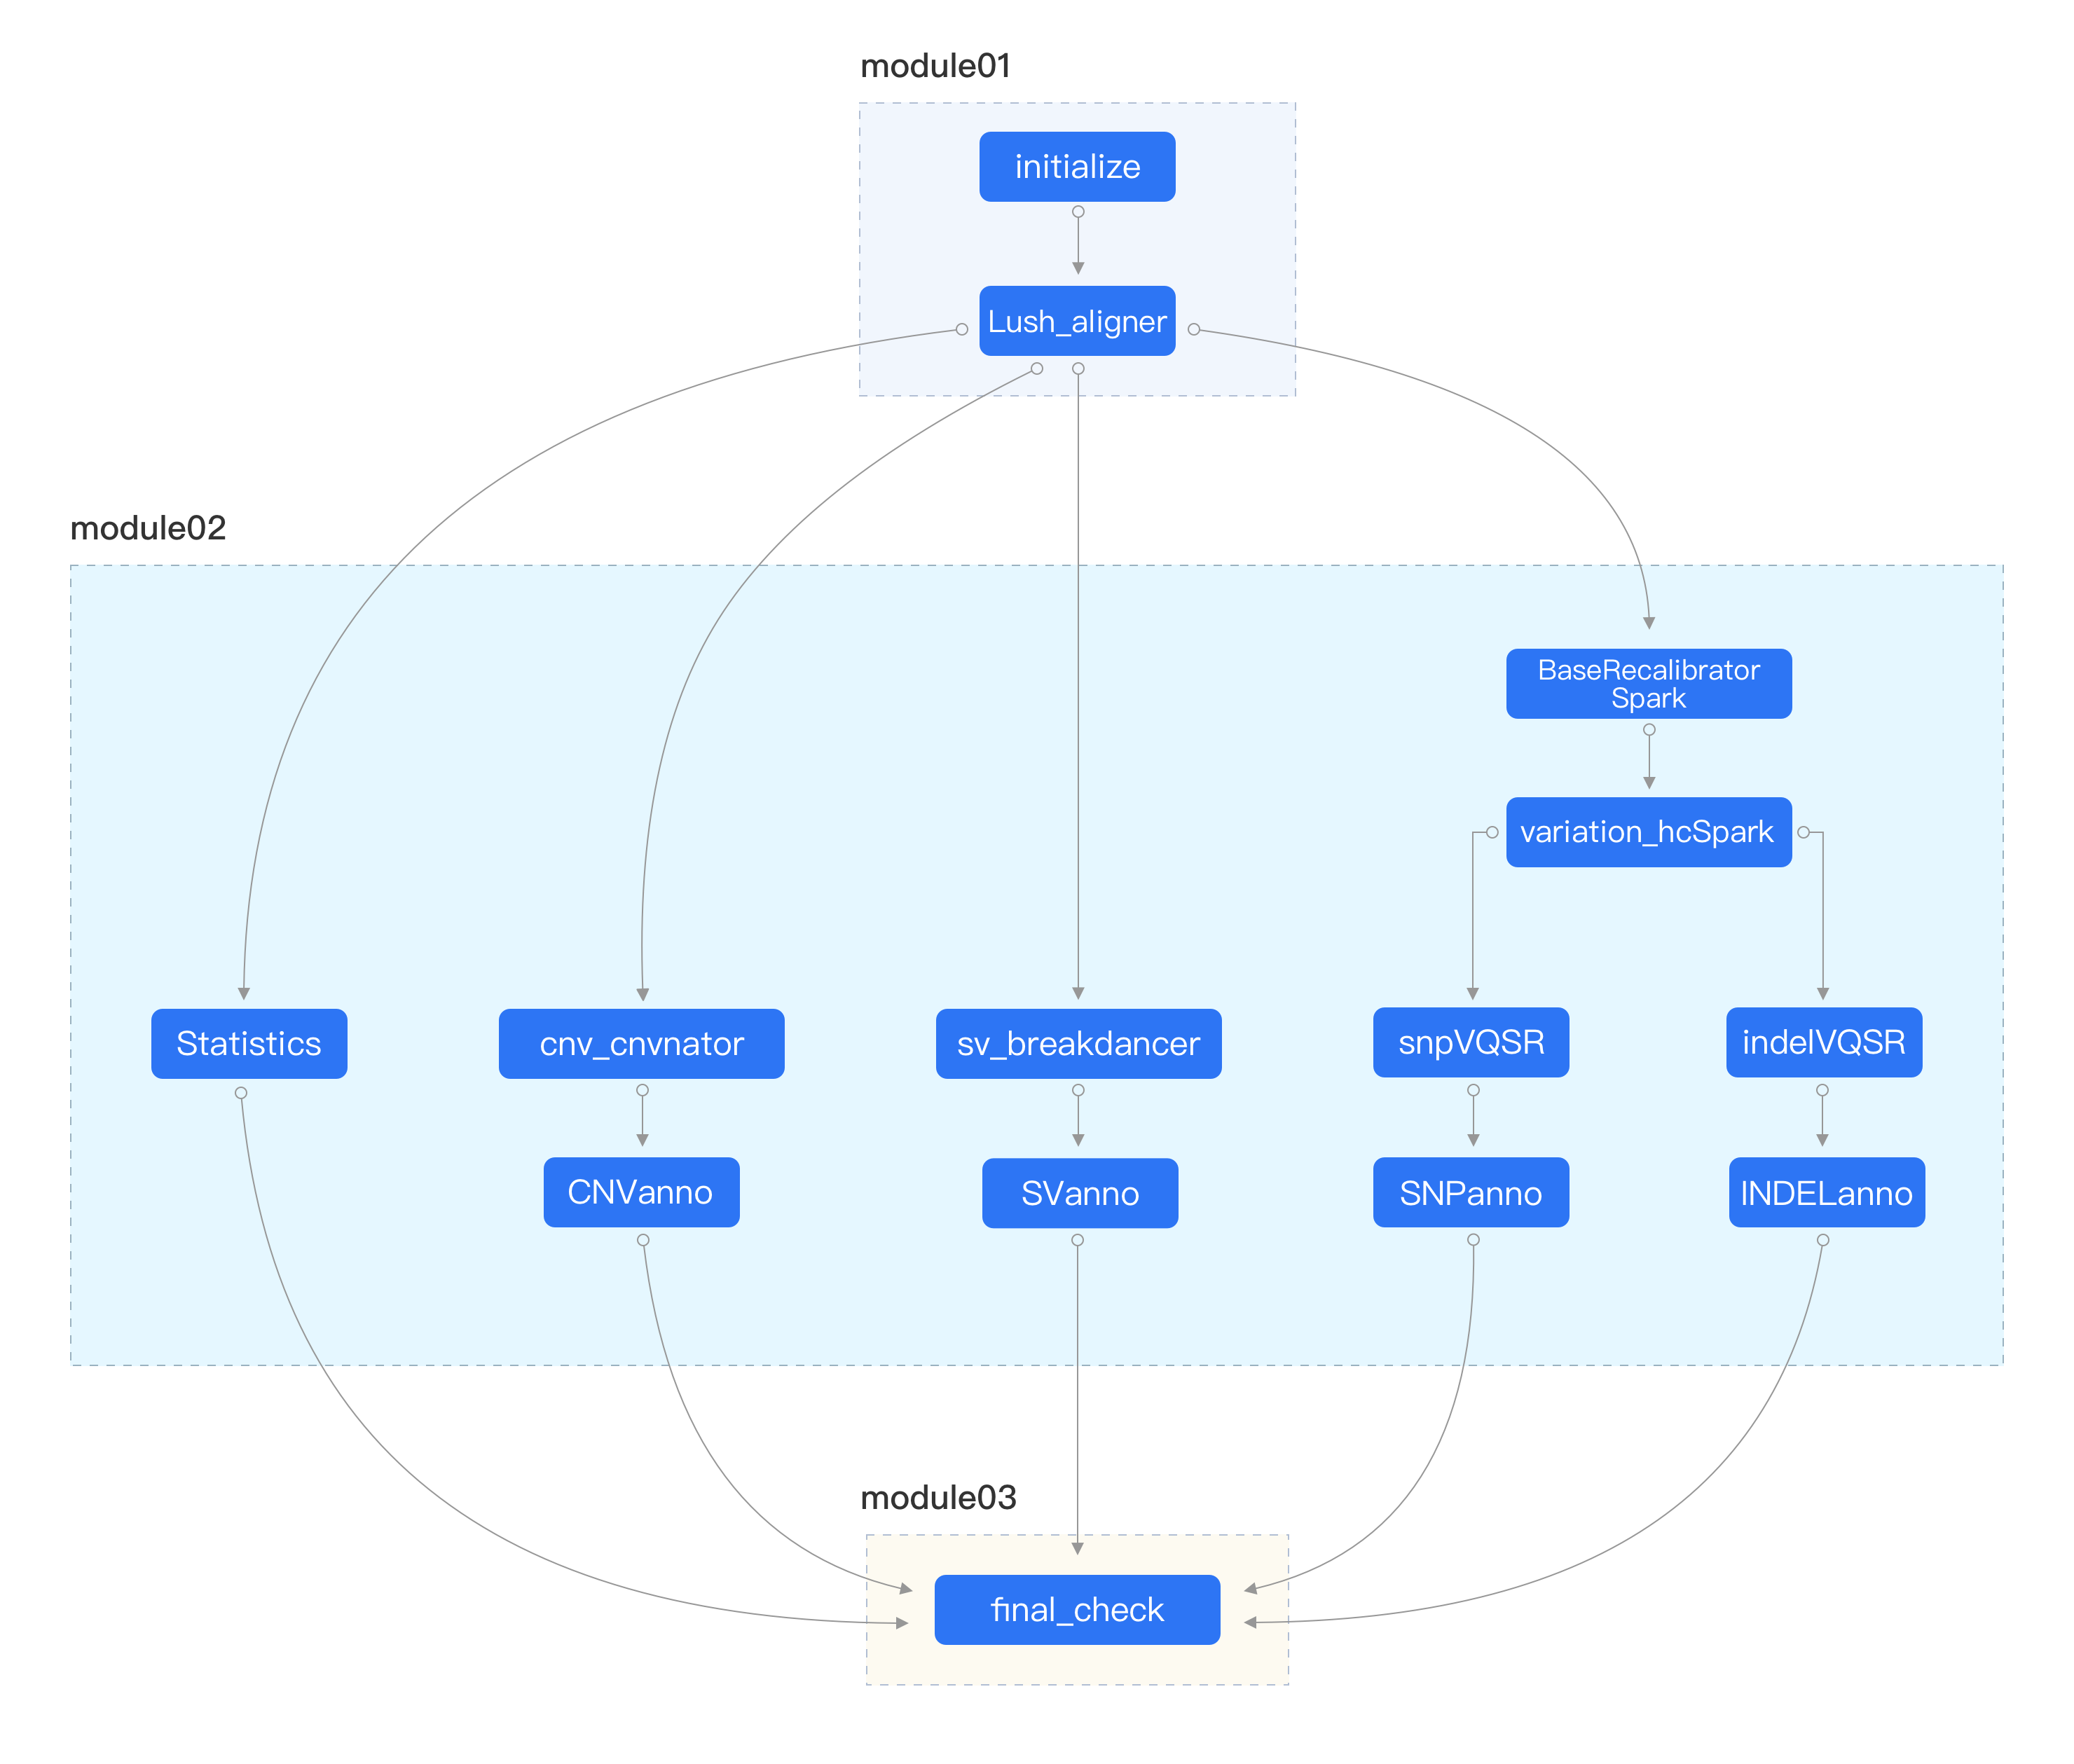 module01
initialize
Lush_aligner
module02
BaseRecalibrator
Spark
variation_hcSpark
Statistics
cnv_cnvnator
sv_breakdancer
snpVQSR
indelVQSR
CNVanno
SVanno
SNPanno
INDELanno
module03
final_check